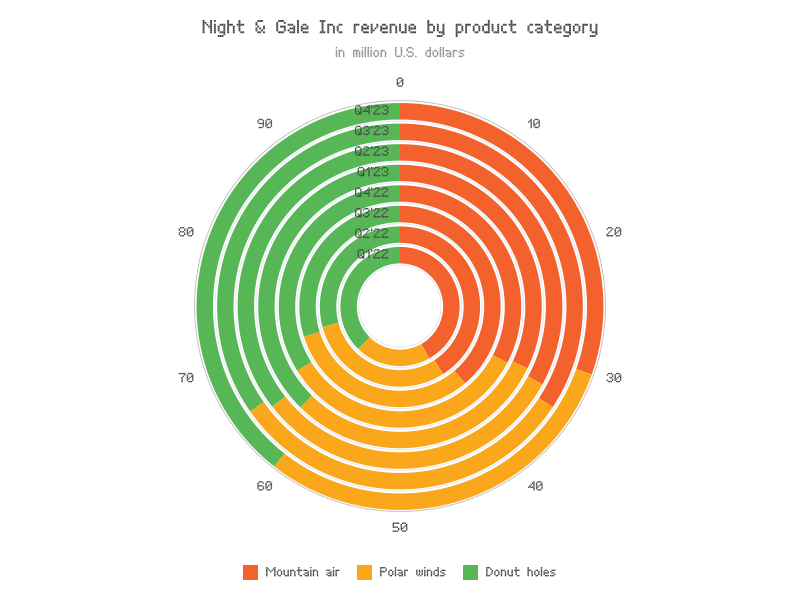 Night & Gale Inc revenue by product category
in million U.S. dollars
0
10
20
30
40
50
60
70
80
90
Q4'23
Q3'23
Q2'23
Q1'23
Q4'22
Q3'22
Q2'22
Q1'22
Mountain air
Polar winds
Donut holes